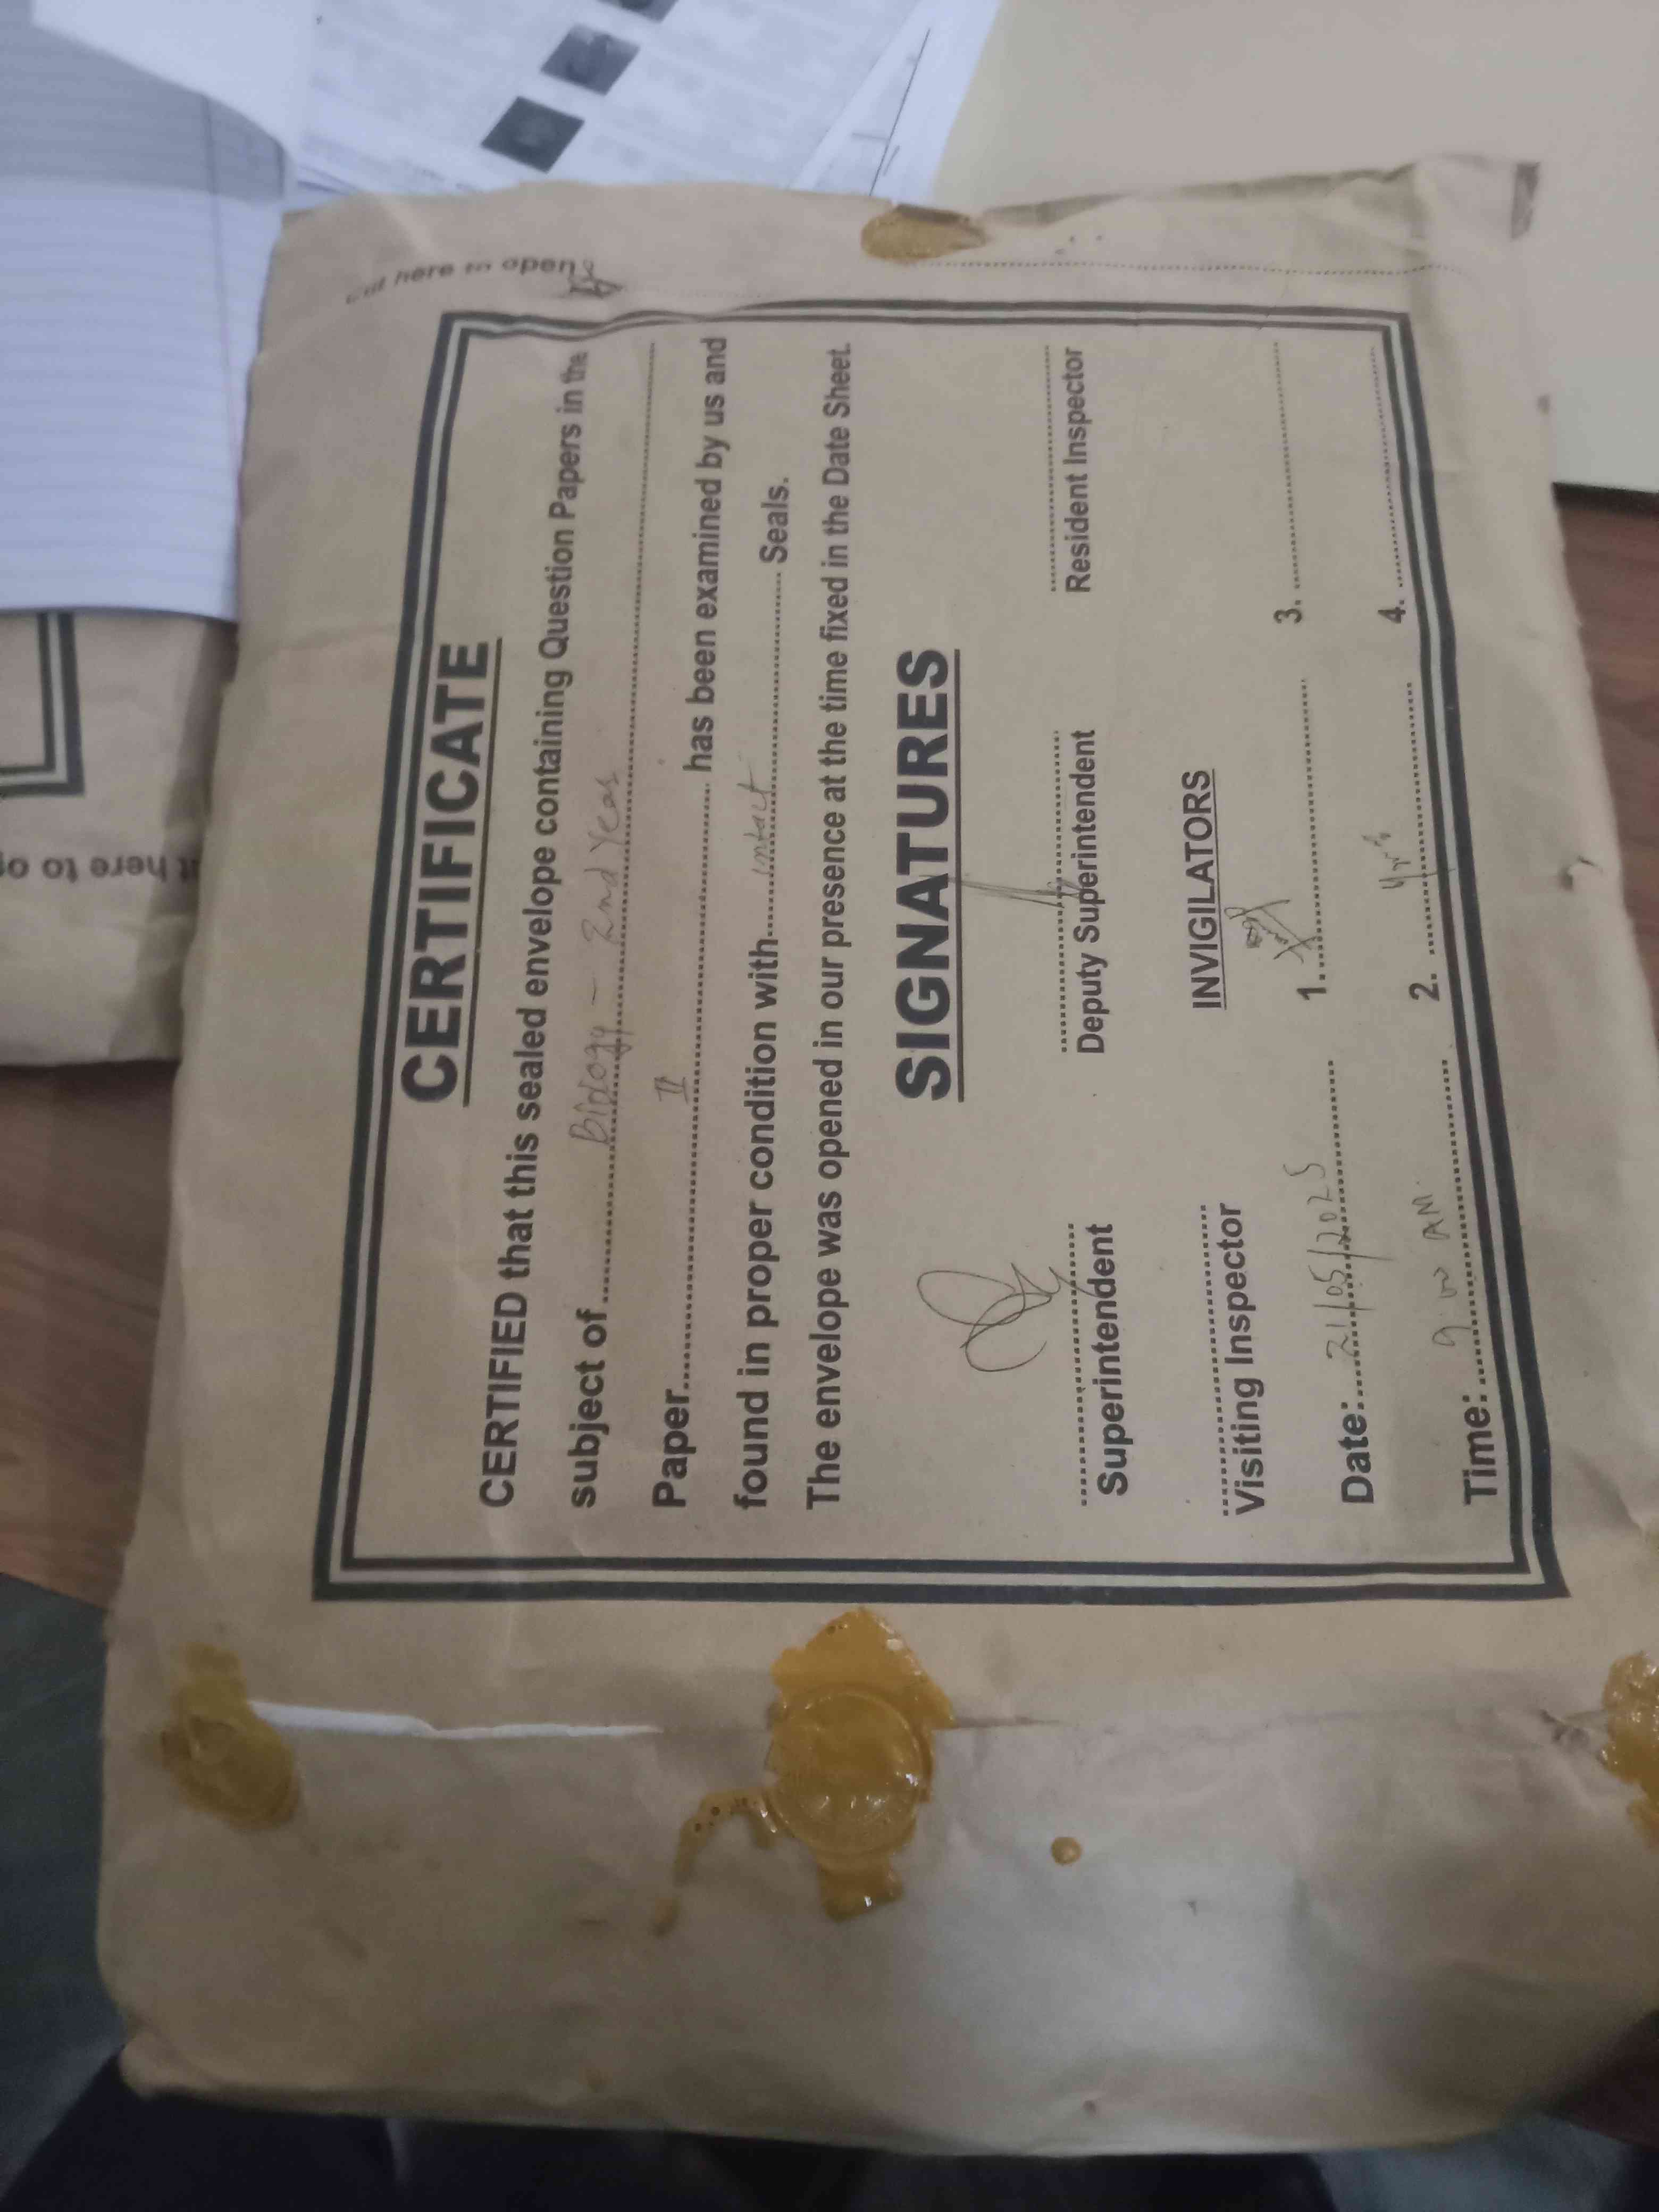 Cut here to open
CERTIFICATE
CERTIFIED that this sealed envelope containing Question Papers in the
subject of Biology - 2nd Year
Paper II has been examined by us and
found in proper condition with intact Seals.
The envelope was opened in our presence at the time fixed in the Date Sheet.
SIGNATURES
Superintendent Deputy Superintendent Resident Inspector
INVIGILATORS
Visiting Inspector 1. 3.
Date: 21/05/2025
2. 4.
Time: 9:00 AM.
t here to op